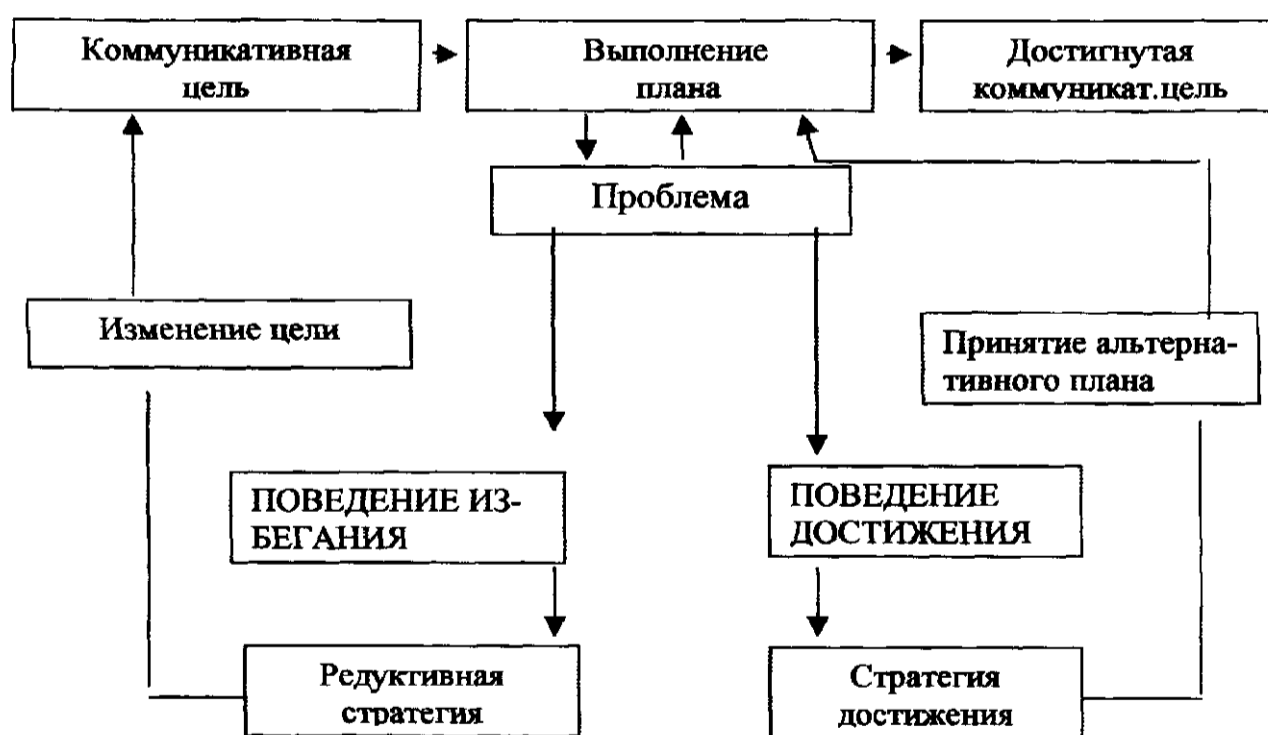 Коммуникативная
цель
Выполнение
плана
Достигнутая
коммуникат.цель
Проблема
Изменение цели
Принятие альтерна-
тивного плана
ПОВЕДЕНИЕ ИЗ-
БЕГАНИЯ
ПОВЕДЕНИЕ
ДОСТИЖЕНИЯ
Редуктивная
стратегия
Стратегия
достижения